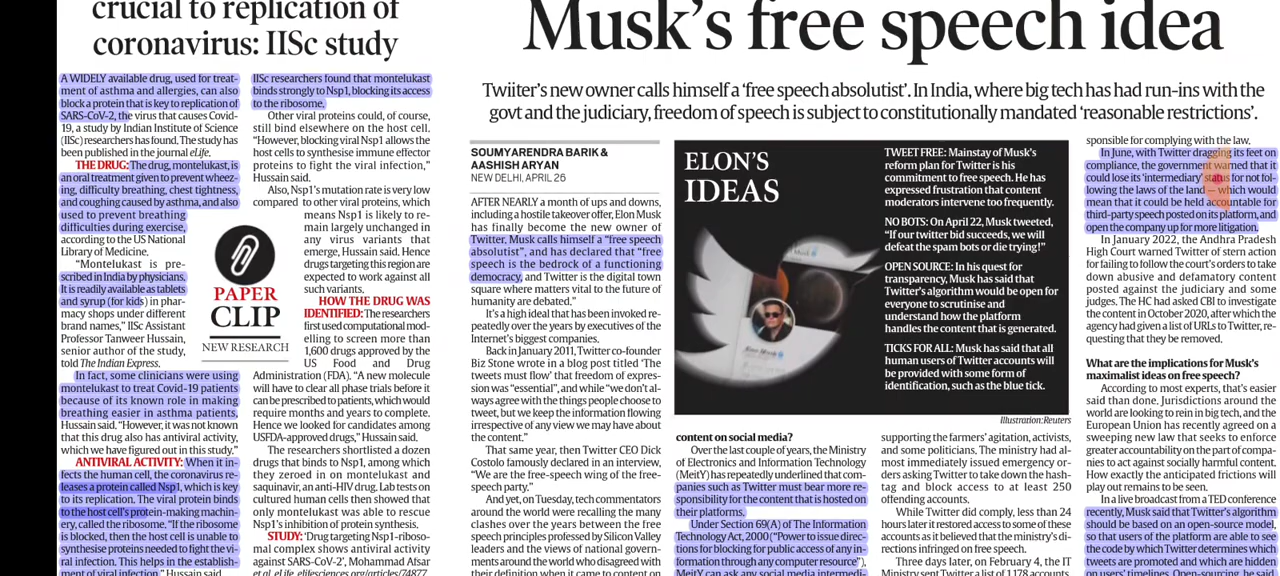 crucial to replication of
coronavirus: IISc study
A WIDELY available drug, used for treat-
ment of asthma and allergies, can also
block a protein that is key to replication of
SARS-CoV-2, the virus that causes Covid-
19, a study by Indian Institute of Science
(IISc) researchers has found. The study has
been published in the journal eLife.
THE DRUG: The drug, montelukast, is
an oral treatment given to prevent wheez-
ing, difficulty breathing, chest tightness,
and coughing caused by asthma, and also
used to prevent breathing
difficulties during exercise,
according to the US National
Library of Medicine.
"Montelukast is pre-
scribed in India by physicians,
It is readily available as tablets
and syrup (for kids) in phar-
macy shops under different
brand names," IISc Assistant
Professor Tanweer Hussain,
senior author of the study,
told The Indian Express.
In fact, some clinicians were using
montelukast to treat Covid-19 patients
because of its known role in making
breathing easier in asthma patients,
Hussain said. "However, it was not known
that this drug also has antiviral activity,
which we have figured out in this study."
ANTIVIRAL ACTIVITY: When it in-
fects the human cell, the coronavirus re-
leases a protein called Nsp1, which is key
to its replication. The viral protein binds
to the host cell's protein-making machin-
ery, called the ribosome. "If the ribosome
is blocked, then the host cell is unable to
synthesise proteins needed to fight the vi-
ral infection. This helps in the establish-
ment of viral infection," Hussain said.
PAPER
CLIP
NEW RESEARCH
IISc researchers found that montelukast
binds strongly to Nsp1, blocking its access
to the ribosome,
Other viral proteins could, of course,
still bind elsewhere on the host cell.
"However, blocking viral Nsp1 allows the
host cells to synthesise immune effector
proteins to fight the viral infection,"
Hussain said.
Also, Nsp1's mutation rate is very low
compared to other viral proteins, which
means Nsp1 is likely to re-
main largely unchanged in
any virus variants that
emerge, Hussain said. Hence
drugs targeting this region are
expected to work against all
such variants.
HOW THE DRUG WAS
IDENTIFIED: The researchers
first used computational mod-
elling to screen more than
1,600 drugs approved by the
US Food and Drug
Administration (FDA). "A new molecule
will have to clear all phase trials before it
can be prescribed to patients, which would
require months and years to complete.
Hence we looked for candidates among
USFDA-approved drugs," Hussain said.
The researchers shortlisted a dozen
drugs that binds to Nsp1, among which
they zeroed in on montelukast and
saquinavir, an anti-HIV drug. Lab tests on
cultured human cells then showed that
only montelukast was able to rescue
Nsp1's inhibition of protein synthesis.
STUDY: 'Drug targeting Nsp1-riboso-
mal complex shows antiviral activity
against SARS-CoV-2', Mohammad Afsar
et al, eLife, elifesciences.org/articles/74877
Musk's free speech idea
Twiiter's new owner calls himself a 'free speech absolutist'. In India, where big tech has had run-ins with the
govt and the judiciary, freedom of speech is subject to constitutionally mandated 'reasonable restrictions'.
SOUMYARENDRA BARIK &
AASHISH ARYAN
NEW DELHI, APRIL 26
AFTER NEARLY a month of ups and downs,
including a hostile takeover offer, Elon Musk
has finally become the new owner of
Twitter, Musk calls himself a "free speech
absolutist", and has declared that "free
speech is the bedrock of a functioning
democracy, and Twitter is the digital town
square where matters vital to the future of
humanity are debated."
It's a high ideal that has been invoked re-
peatedly over the years by executives of the
Internet's biggest companies.
Back in January 2011, Twitter co-founder
Biz Stone wrote in a blog post titled 'The
tweets must flow' that freedom of expres-
sion was "essential", and while "we don't al-
ways agree with the things people choose to
tweet, but we keep the information flowing
irrespective of any view we may have about
the content."
That same year, then Twitter CEO Dick
Costolo famously declared in an interview,
"We are the free-speech wing of the free-
speech party."
And yet, on Tuesday, tech commentators
around the world were recalling the many
clashes over the years between the free
speech principles professed by Silicon Valley
leaders and the views of national govern-
ments around the world who disagreed with
their definition when it came to content on
ELON'S
IDEAS
TWEET FREE: Mainstay of Musk's
reform plan for Twitter is his
commitment to free speech. He has
expressed frustration that content
moderators intervene too frequently.
NO BOTS: On April 22, Musk tweeted,
"If our twitter bid succeeds, we will
defeat the spam bots or die trying!"
OPEN SOURCE: In his quest for
transparency, Musk has said that
Twitter's algorithm would be open for
everyone to scrutinise and
understand how the platform
handles the content that is generated.
TICKS FOR ALL: Musk has said that all
human users of Twitter accounts will
be provided with some form of
identification, such as the blue tick.
Illustration: Reuters
content on social media?
Over the last couple of years, the Ministry
of Electronics and Information Technology
(MeitY) has repeatedly underlined that com-
panies such as Twitter must bear more re-
sponsibility for the content that is hosted on
their platforms.
Under Section 69(A) of The Information
Technology Act, 2000 ("Power to issue direc-
tions for blocking for public access of any in-
formation through any computer resource"),
MeitY can ask any social media intermedi-
supporting the farmers' agitation, activists,
and some politicians. The ministry had al-
most immediately issued emergency or-
ders asking Twitter to take down the hash-
tag and block access to at least 250
offending accounts.
While Twitter did comply, less than 24
hours later it restored access to some of these
accounts as it believed that the ministry's di-
rections infringed on free speech.
Three days later, on February 4, the IT
Ministry sent Twitter a list of 1,178 accounts
sponsible for complying with the law.
In June, with Twitter dragging its feet on
compliance, the government warned that it
could lose its 'intermediary' status for not fol-
lowing the laws of the land — which would
mean that it could be held accountable for
third-party speech posted on its platform, and
open the company up for more litigation.
In January 2022, the Andhra Pradesh
High Court warned Twitter of stern action
for failing to follow the court's orders to take
down abusive and defamatory content
posted against the judiciary and some
judges. The HC had asked CBI to investigate
the content in October 2020, after which the
agency had given a list of URLs to Twitter, re-
questing that they be removed.
What are the implications for Musk's
maximalist ideas on free speech?
According to most experts, that's easier
said than done. Jurisdictions around the
world are looking to rein in big tech, and the
European Union has recently agreed on a
sweeping new law that seeks to enforce
greater accountability on the part of compa-
nies to act against socially harmful content.
How exactly the anticipated frictions will
play out remains to be seen.
In a live broadcast from a TED conference
recently, Musk said that Twitter's algorithm
should be based on an open-source model,
so that users of the platform are able to see
the code by which Twitter determines which
tweets are promoted and which are hidden
on users' timelines. Open-sourcing, he said,